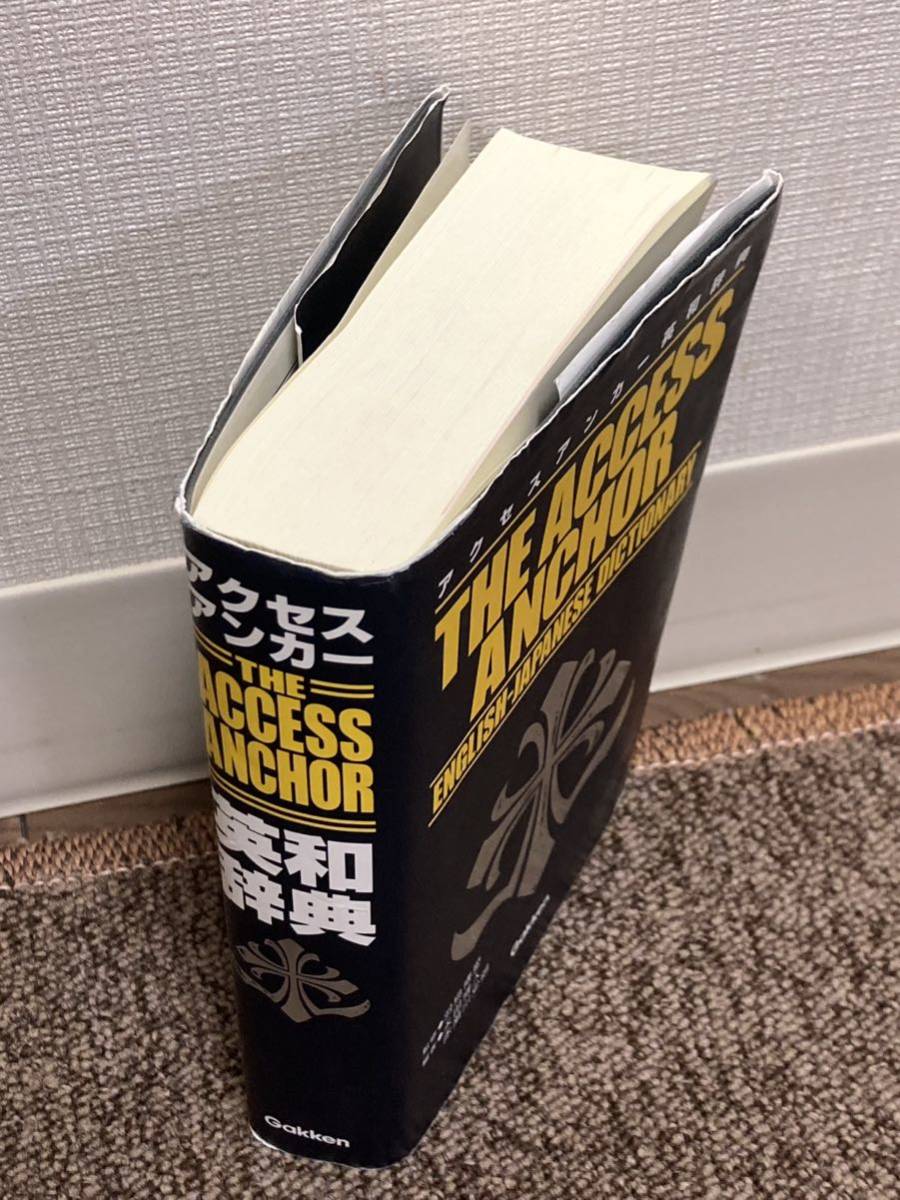 アクセス
アンカー
THE
ACCESS
ANCHOR
英和
辞典
Gakken
アクセスアンカー英和辞典
THE ACCESS
ANCHOR
ENGLISH-JAPANESE DICTIONARY
Gakken